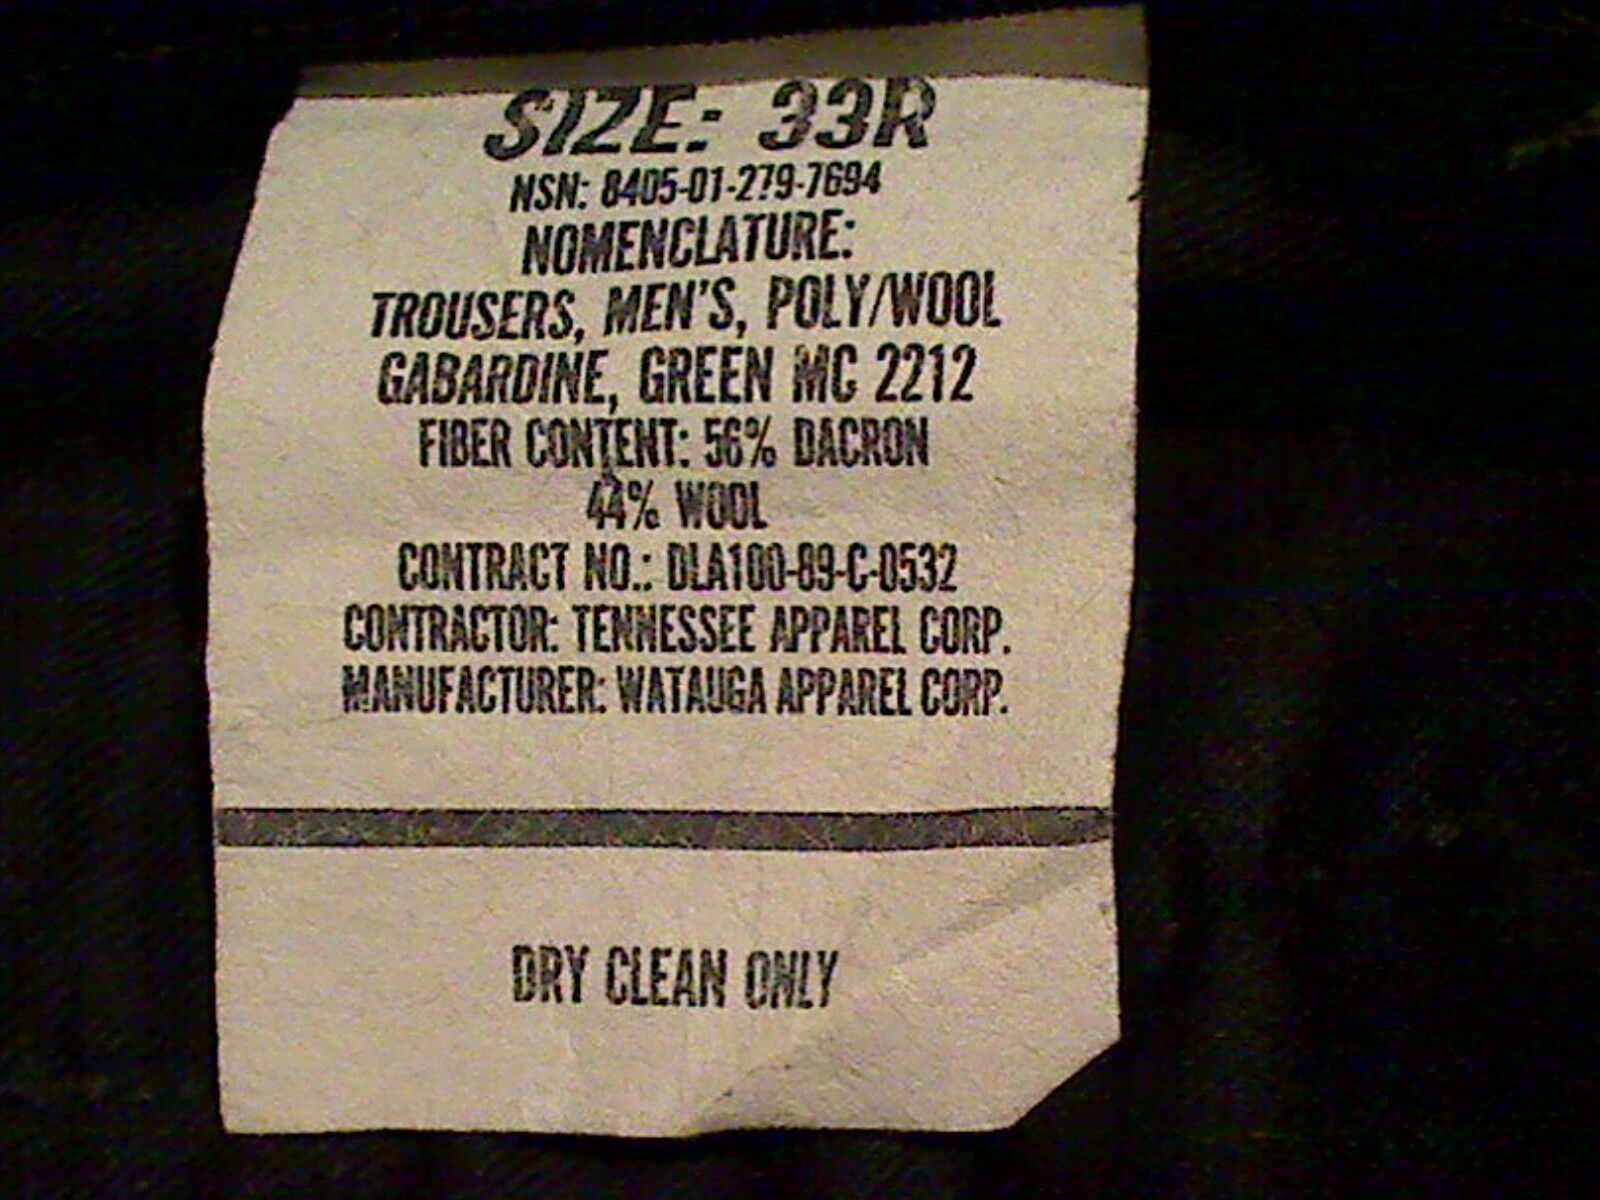 SIZE: 33R
NSN: 8405-01-279-7694
NOMENCLATURE:
TROUSERS, MEN'S, POLY/WOOL
GABARDINE, GREEN MC 2212
FIBER CONTENT: 56% DACRON
44% WOOL
CONTRACT NO.: DLA100-89-C-0532
CONTRACTOR: TENNESSEE APPAREL CORP.
MANUFACTURER: WATAUGA APPAREL CORP.
DRY CLEAN ONLY